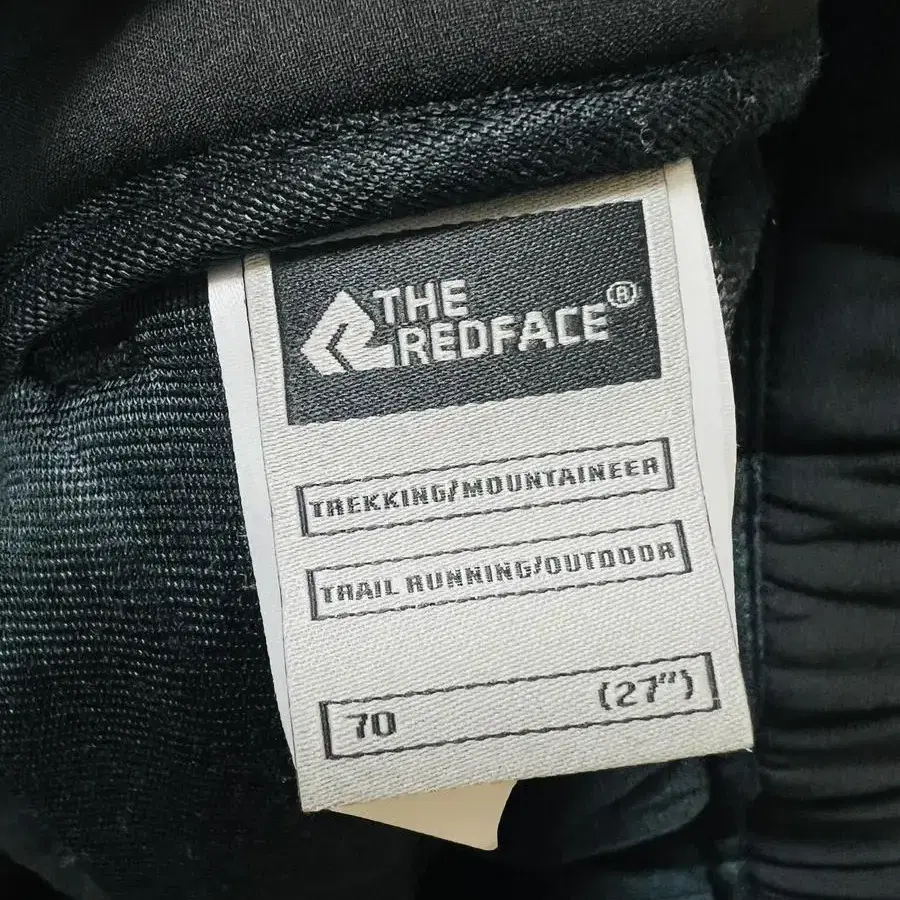 THE
REDFACE®
TREKKING/MOUNTAINEER
TRAIL RUNNING/OUTDOOR
70 (27")